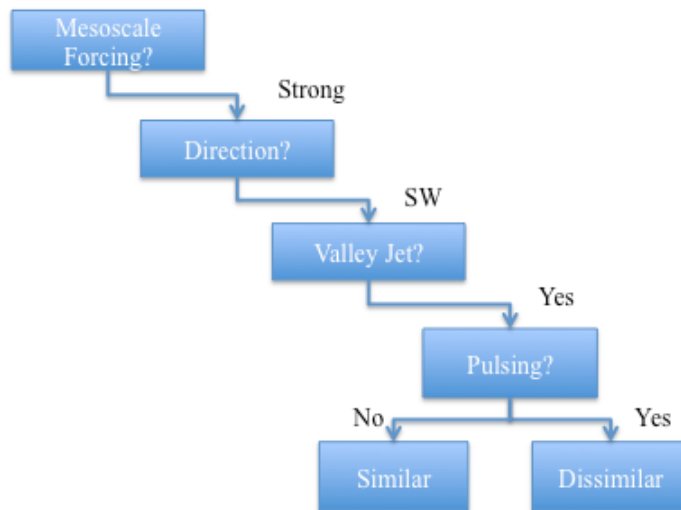 Mesoscale
Forcing?
Strong
Direction?
SW
Valley Jet?
Yes
Pulsing?
No
Yes
Similar
Dissimilar